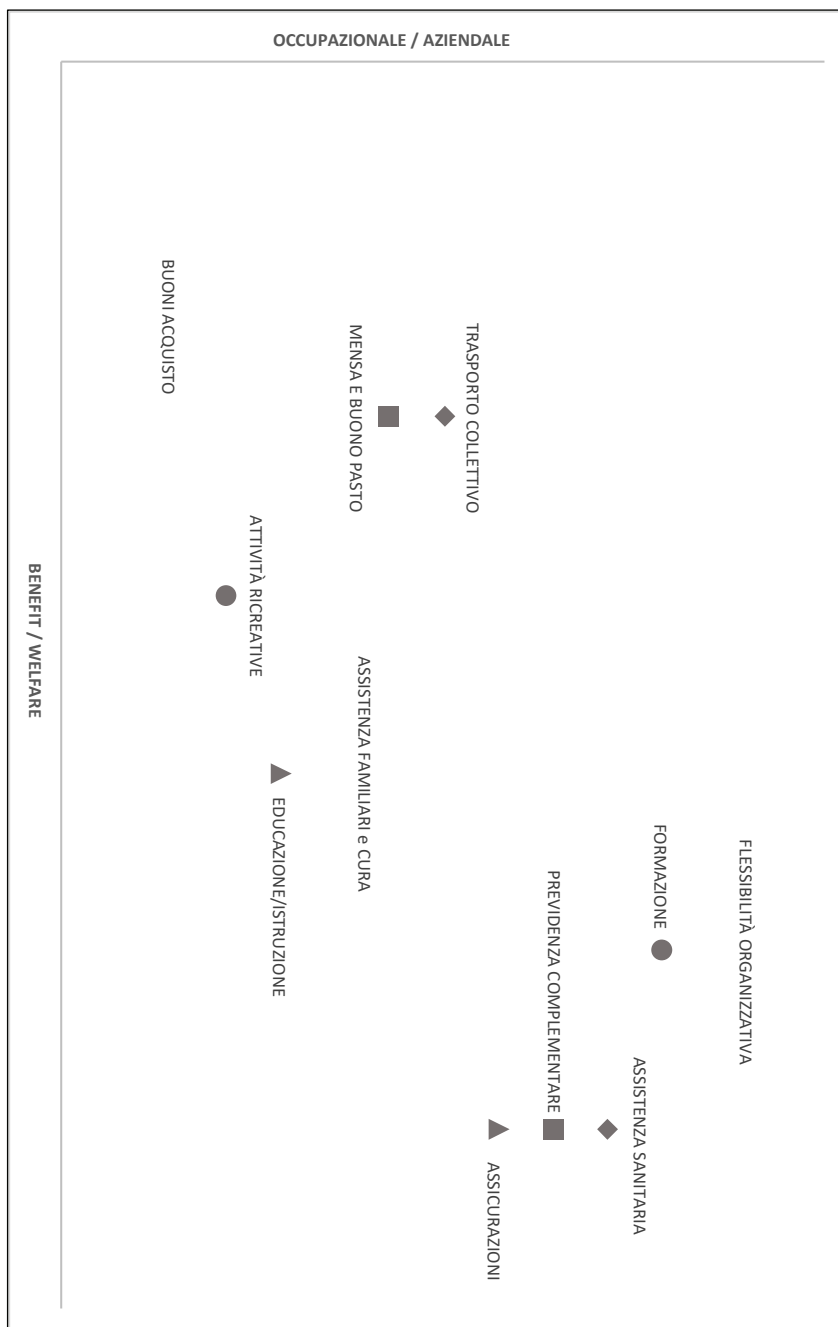 OCCUPAZIONALE / AZIENDALE
FLESSIBILITÀ ORGANIZZATIVA
FORMAZIONE
ASSISTENZA SANITARIA
PREVIDENZA COMPLEMENTARE
ASSICURAZIONI
TRASPORTO COLLETTIVO
ASSISTENZA FAMILIARI e CURA
MENSA E BUONO PASTO
EDUCAZIONE/ISTRUZIONE
ATTIVITÀ RICREATIVE
BUONI ACQUISTO
BENEFIT / WELFARE